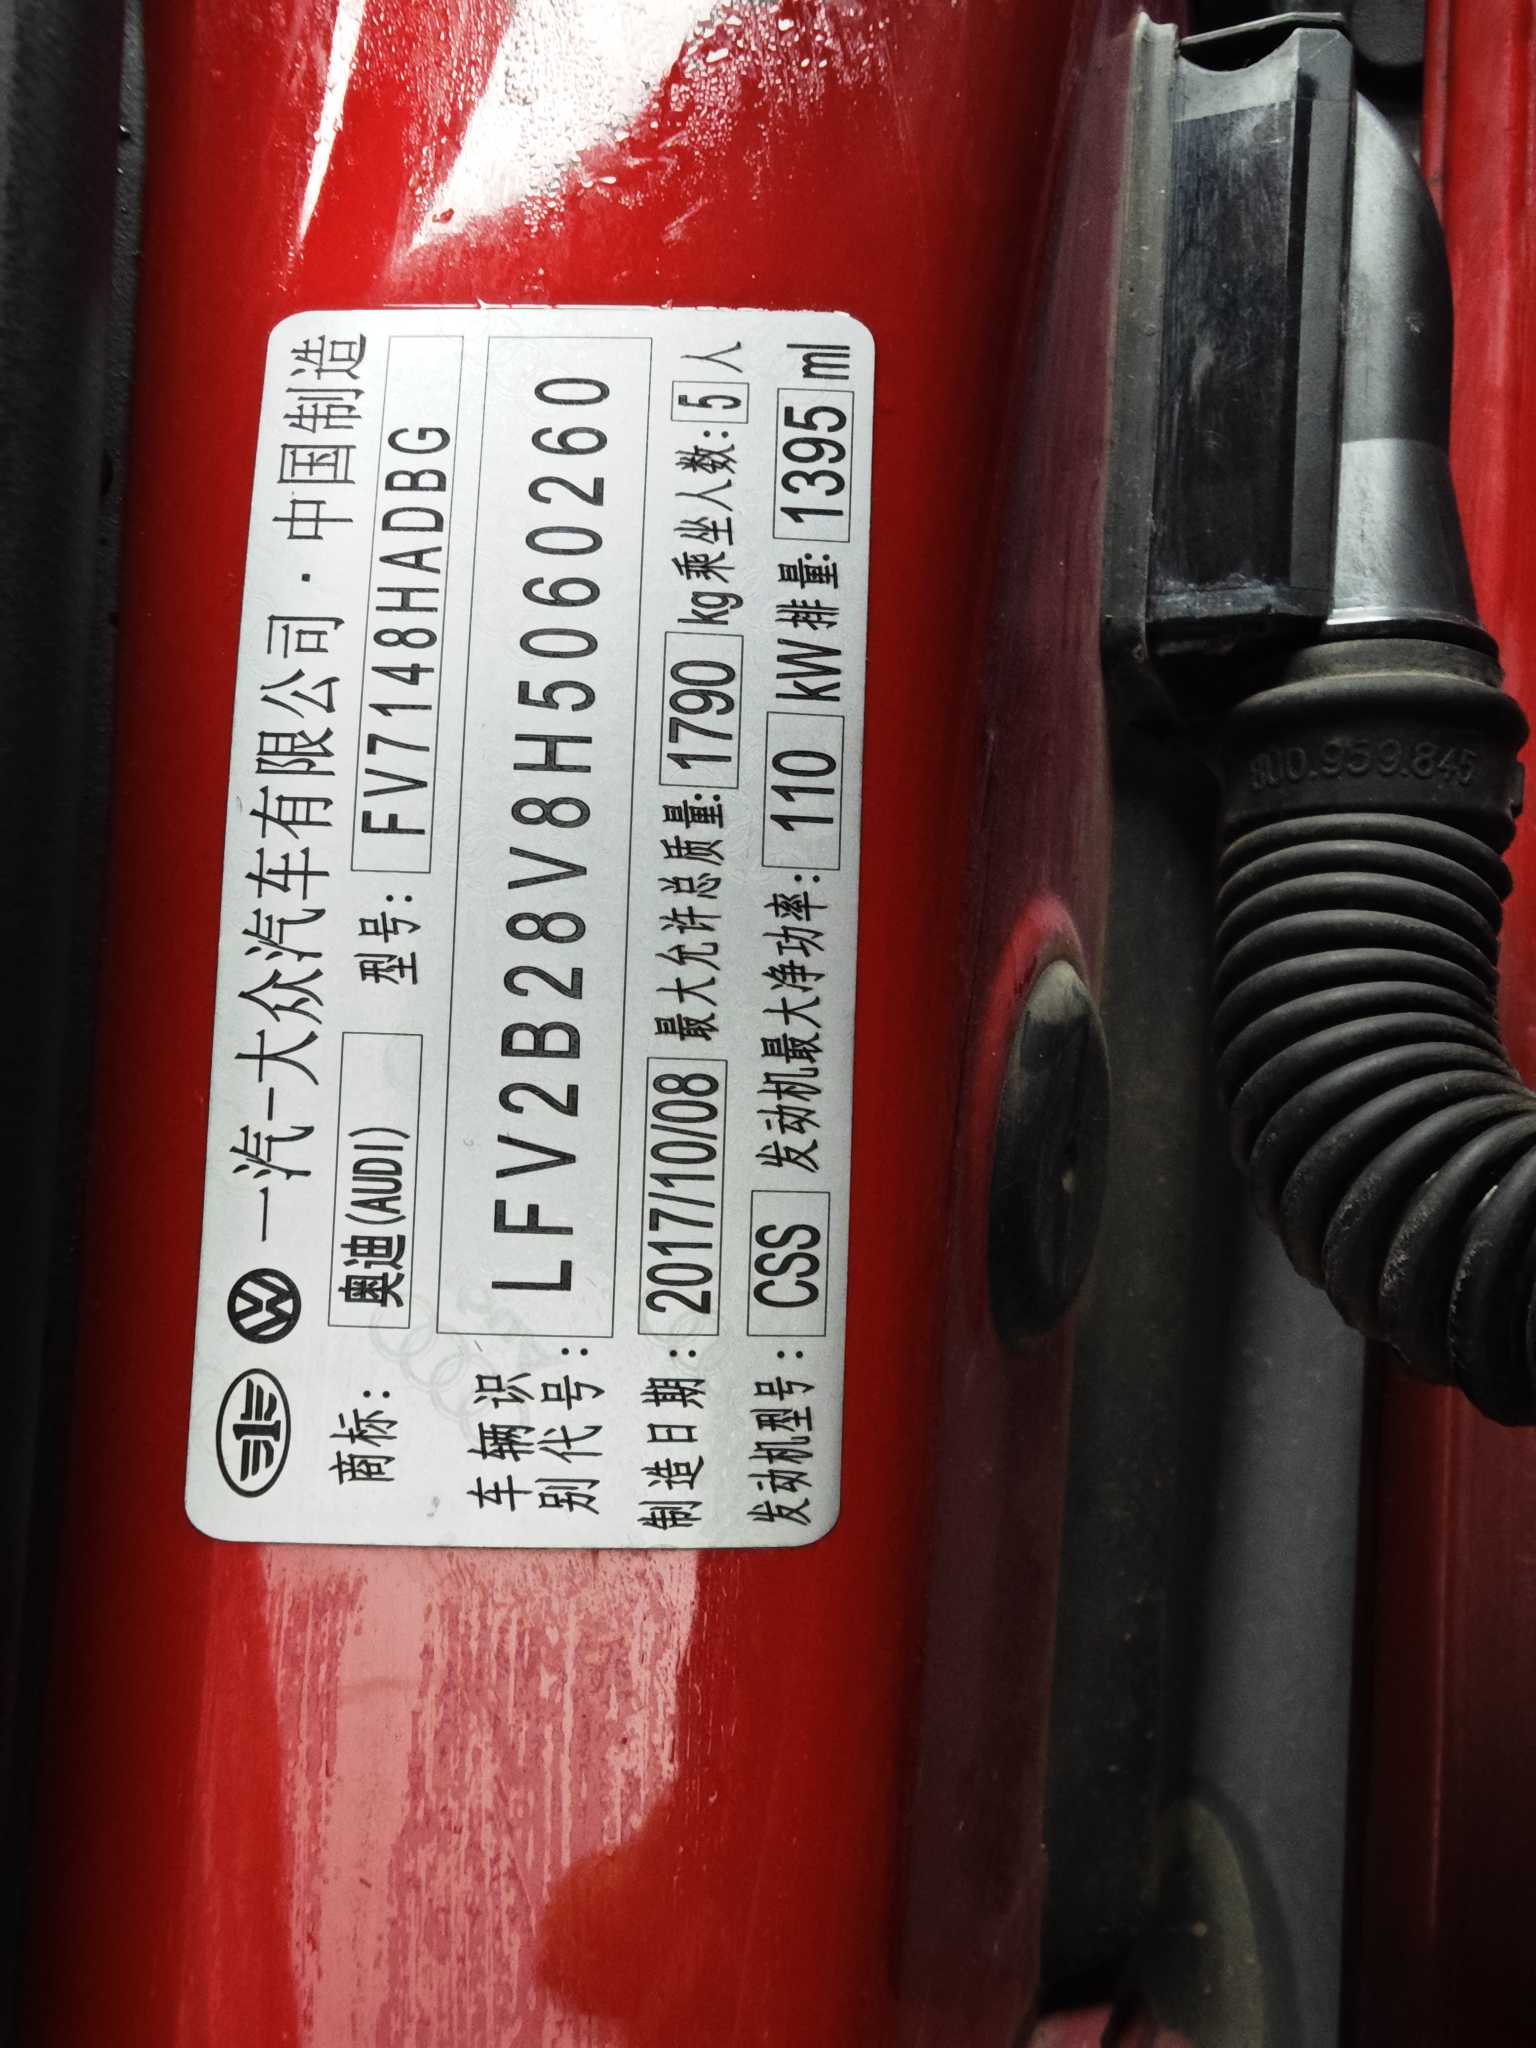 一汽-大众汽车有限公司·中国制造
商标: 奥迪(AUDI) 型号: FV7148HADBG
车辆识别代号: LFV2B28V8H5060260
制造日期: 2017/10/08 最大允许总质量: 1790 kg 乘坐人数: 5 人
发动机型号: CSS 发动机最大净功率: 110 kW 排量: 1395 ml
8U0.959.845